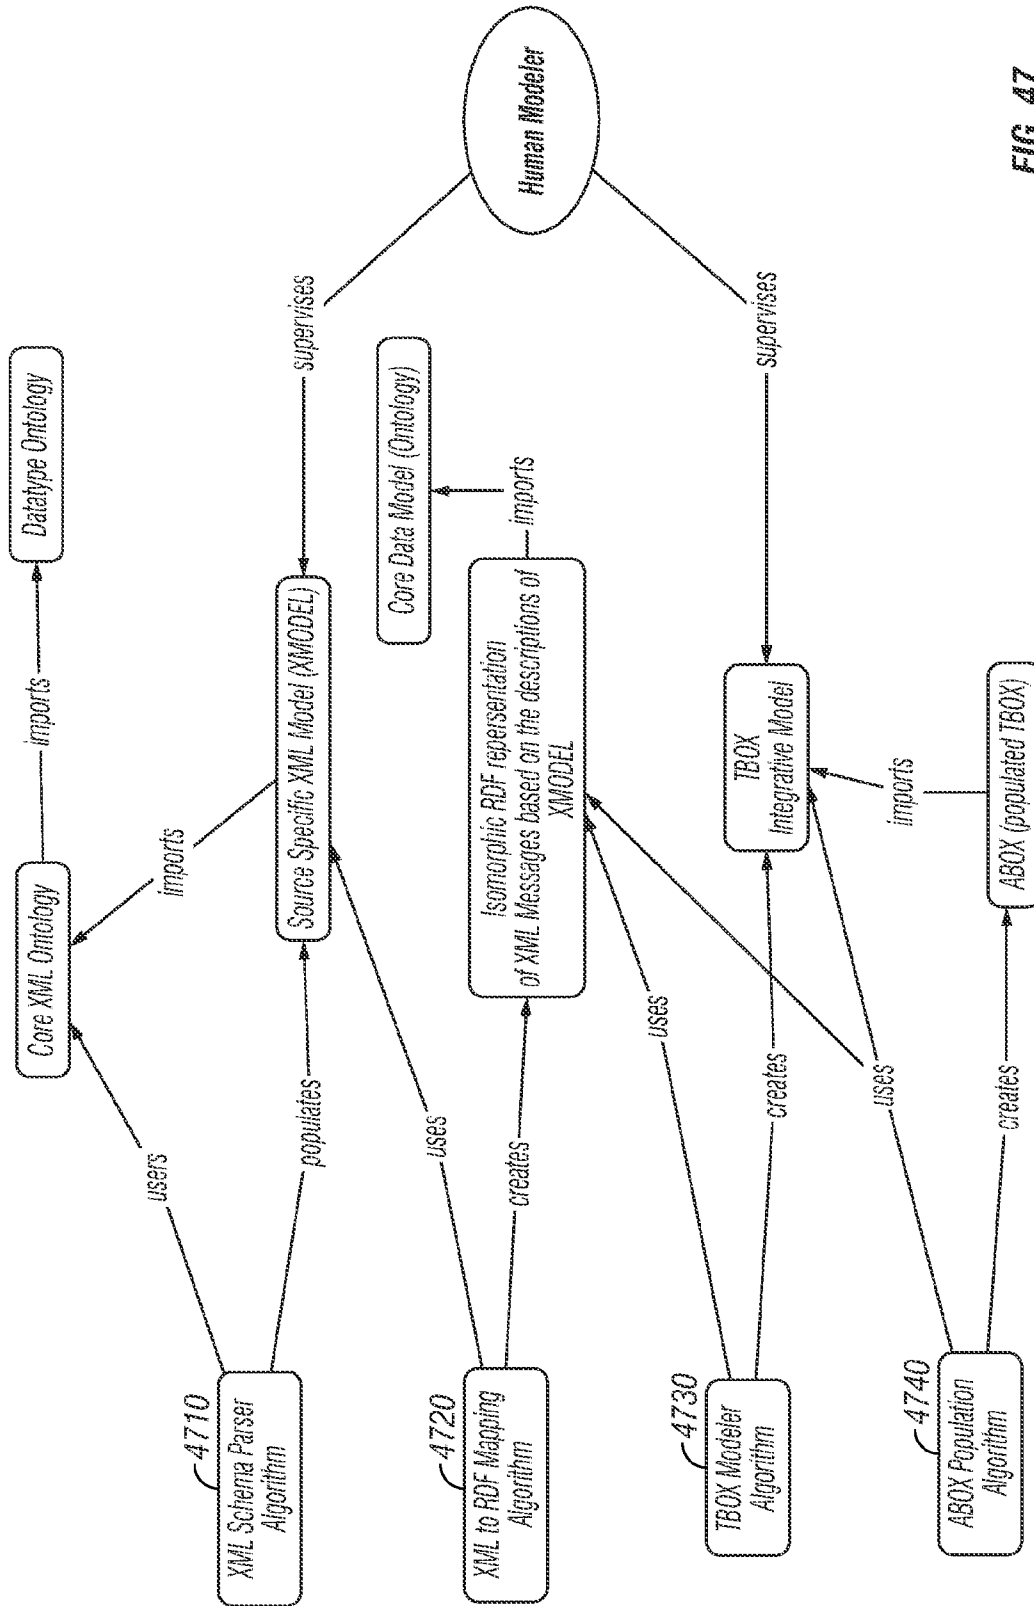 Core XML Ontology
imports
Datatype Ontology
4710
XML Schema Parser
Algorithm
users
populates
imports
Source Specific XML Model (XMODEL)
supervises
4720
XML to RDF Mapping
Algorithm
uses
creates
Isomorphic RDF repersentation
of XML Messages based on the descriptions of
XMODEL
imports
Core Data Model (Ontology)
Human Modeler
4730
TBOX Modeler
Algorithm
uses
creates
TBOX
Integrative Model
supervises
4740
ABOX Population
Algorithm
uses
creates
imports
ABOX (populated TBOX)
FIG. 47